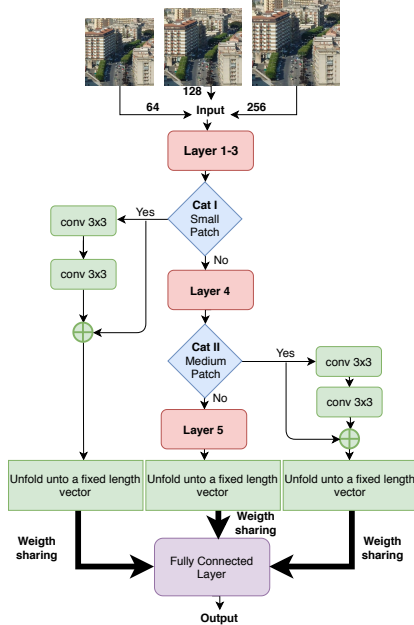 128
64
Input
256
Layer 1-3
Cat I
Small
Patch
Yes
conv 3x3
No
conv 3x3
Layer 4
Cat II
Medium
Patch
Yes
conv 3x3
No
conv 3x3
Layer 5
Unfold unto a fixed length
vector
Unfold unto a fixed length
vector
Unfold unto a fixed length
vector
Weigth
sharing
Weigth
sharing
Weigth
sharing
Fully Connected
Layer
Output